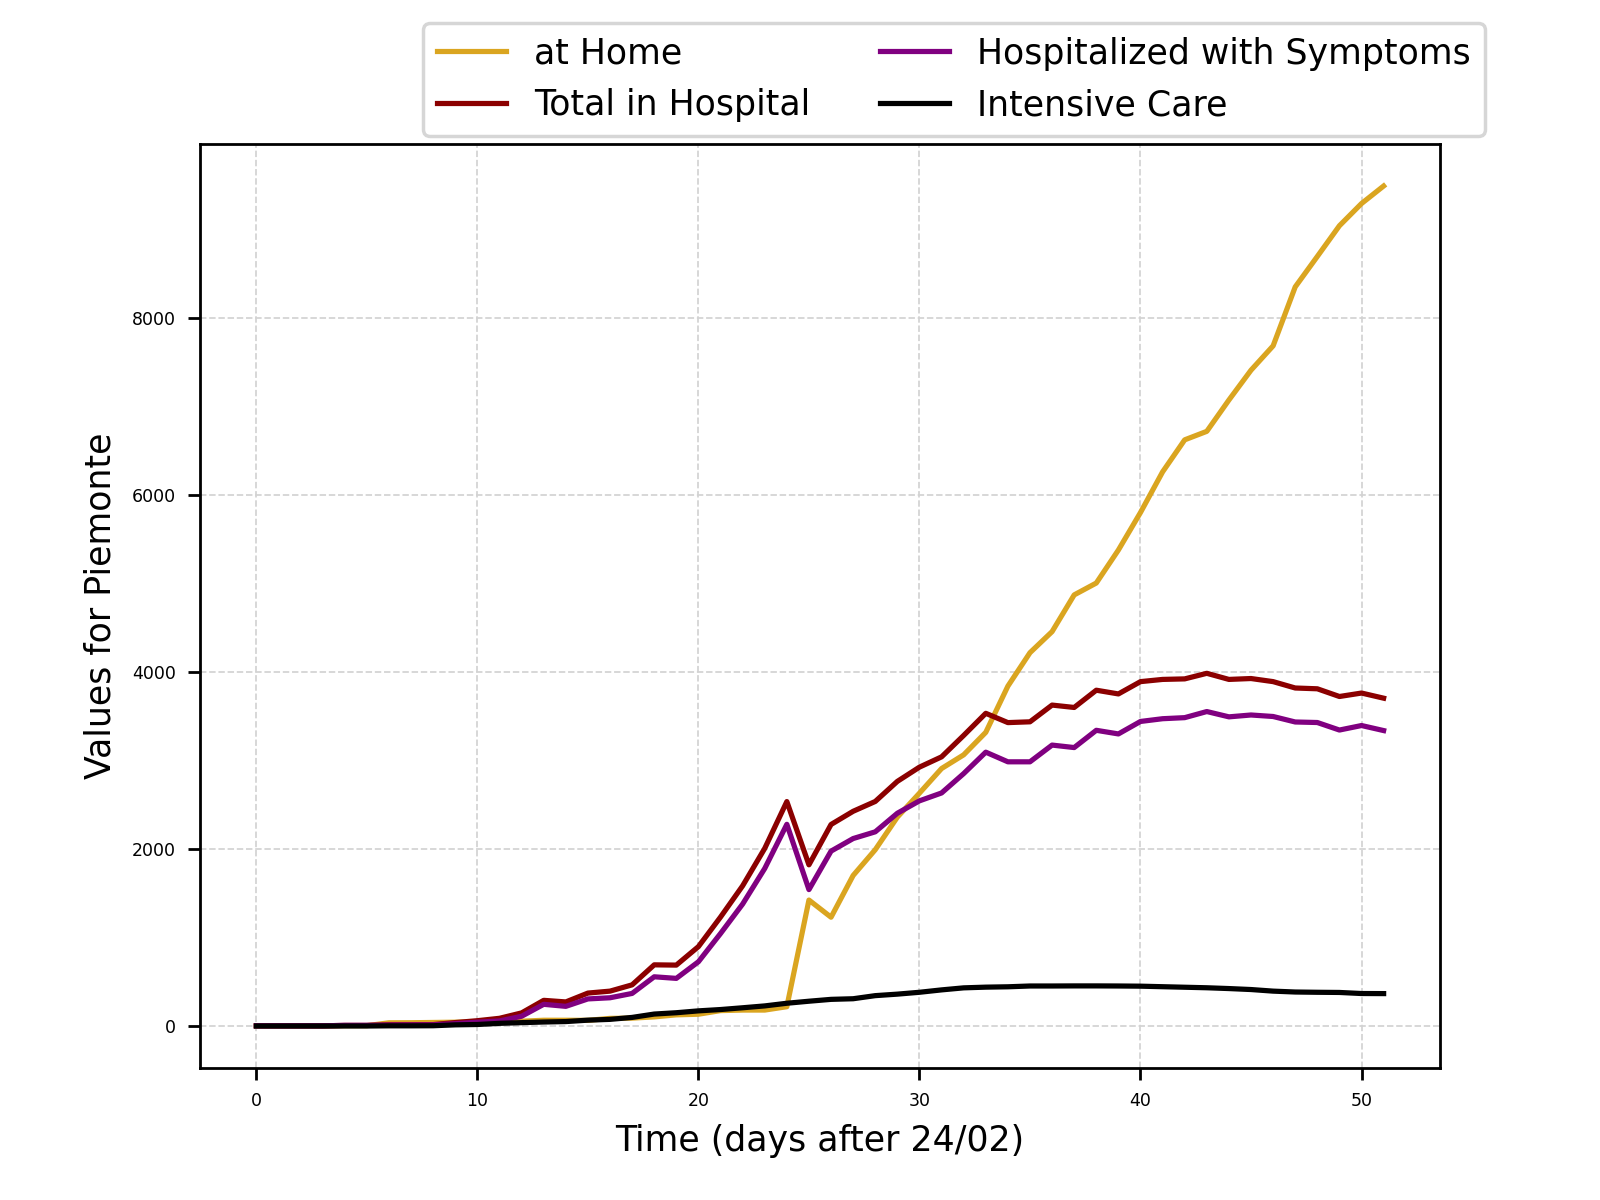 at Home
Total in Hospital
Hospitalized with Symptoms
Intensive Care
Values for Piemonte
8000
6000
4000
2000
0
0 10 20 30 40 50
Time (days after 24/02)